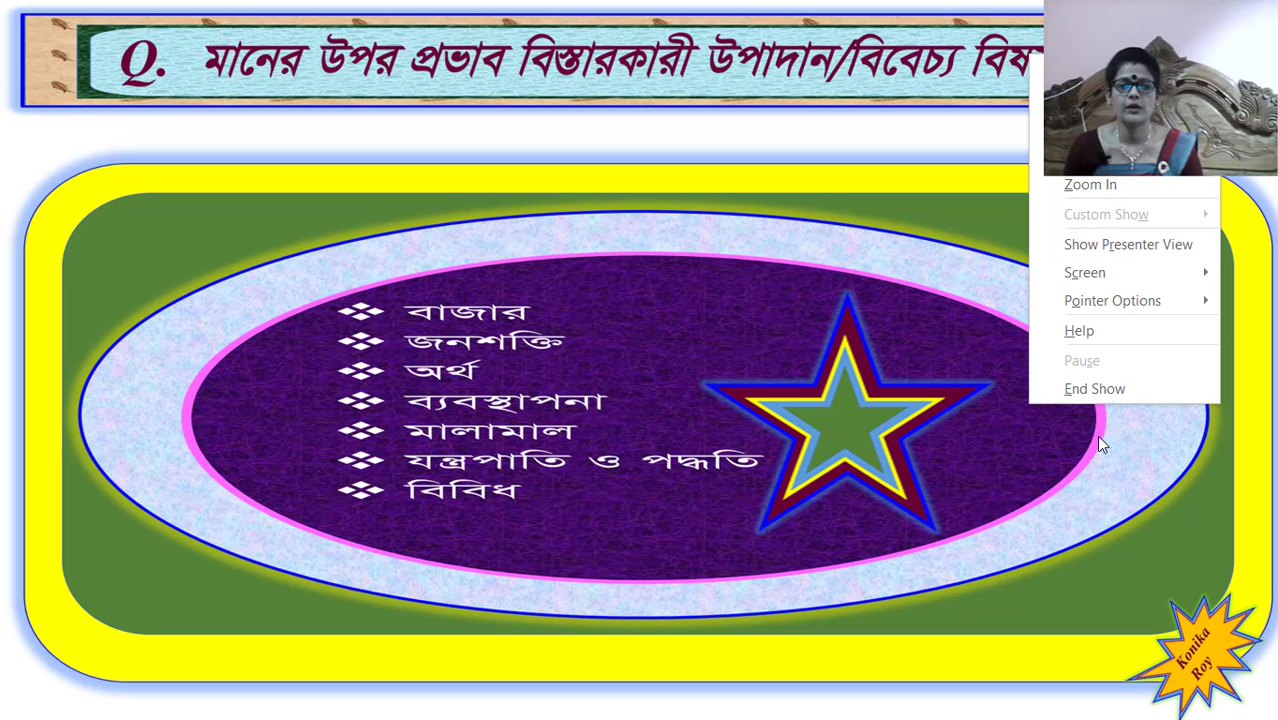 Q. মানের উপর প্রভাব বিস্তারকারী উপাদান/বিবেচ্য
Zoom In
Custom Show
Show Presenter View
Screen
Pointer Options
Help
Pause
End Show
❖ বাজার
❖ জনশক্তি
❖ অর্থ
❖ ব্যবস্থাপনা
❖ মালামাল
❖ যন্ত্রপাতি ও পদ্ধতি
❖ বিবিধ
Konika
Roy